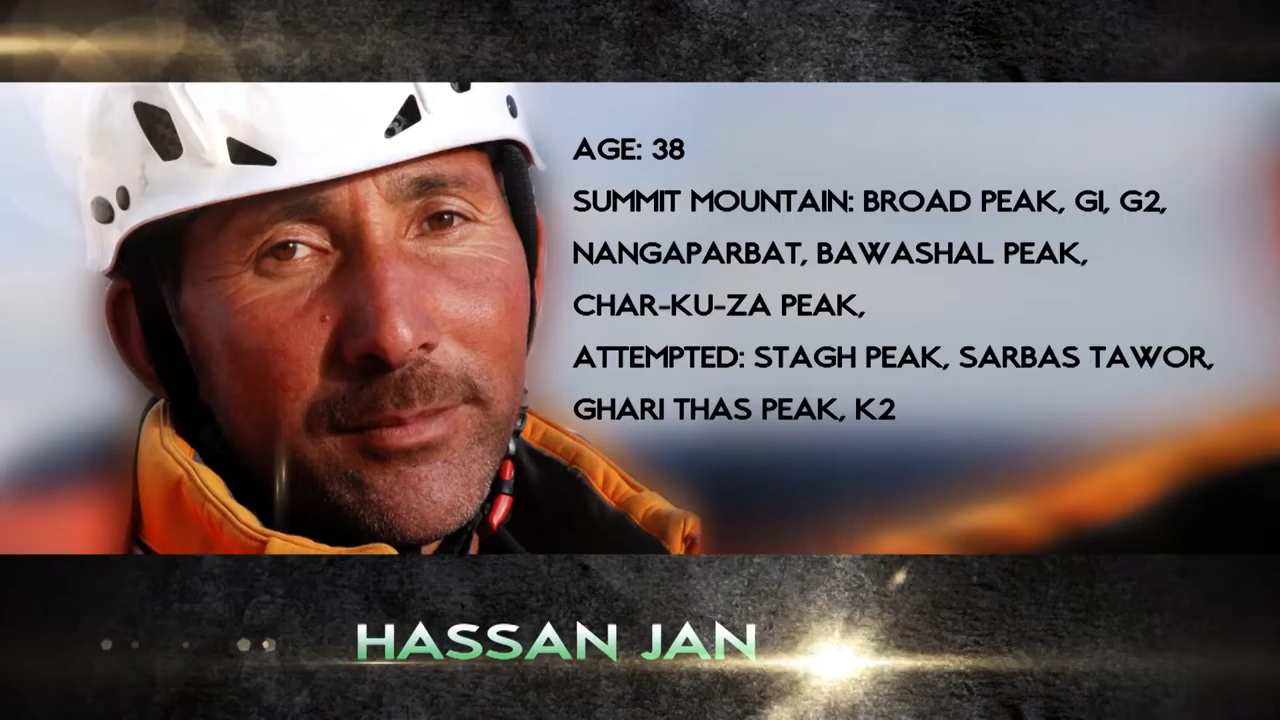 AGE: 38
SUMMIT MOUNTAIN: BROAD PEAK, GI, G2,
NANGAPARBAT, BAWASHAL PEAK,
CHAR-KU-ZA PEAK,
ATTEMPTED: STAGH PEAK, SARBAS TAWOR,
GHARI THAS PEAK, K2
HASSAN JAN